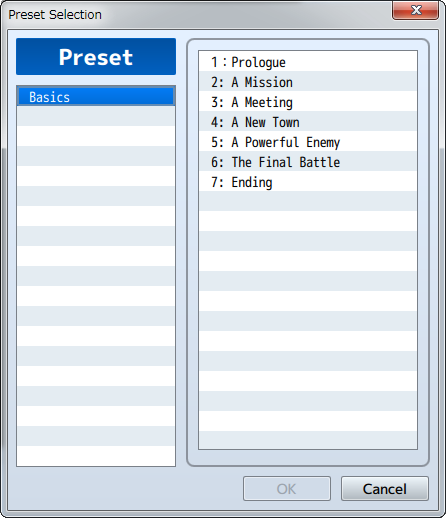 Preset Selection
Preset
Basics
1：Prologue
2: A Mission
3: A Meeting
4: A New Town
5: A Powerful Enemy
6: The Final Battle
7: Ending
OK
Cancel